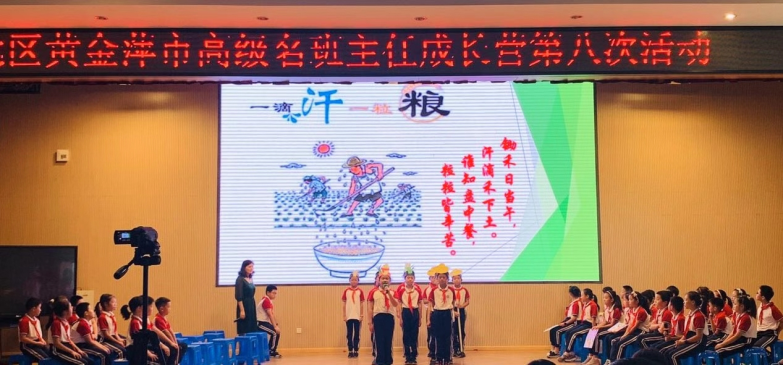 区黄金萍市高级名班主任成长营第八次活动
一滴汗 一粒粮
锄禾日当午，
汗滴禾下土。
谁知盘中餐，
粒粒皆辛苦。